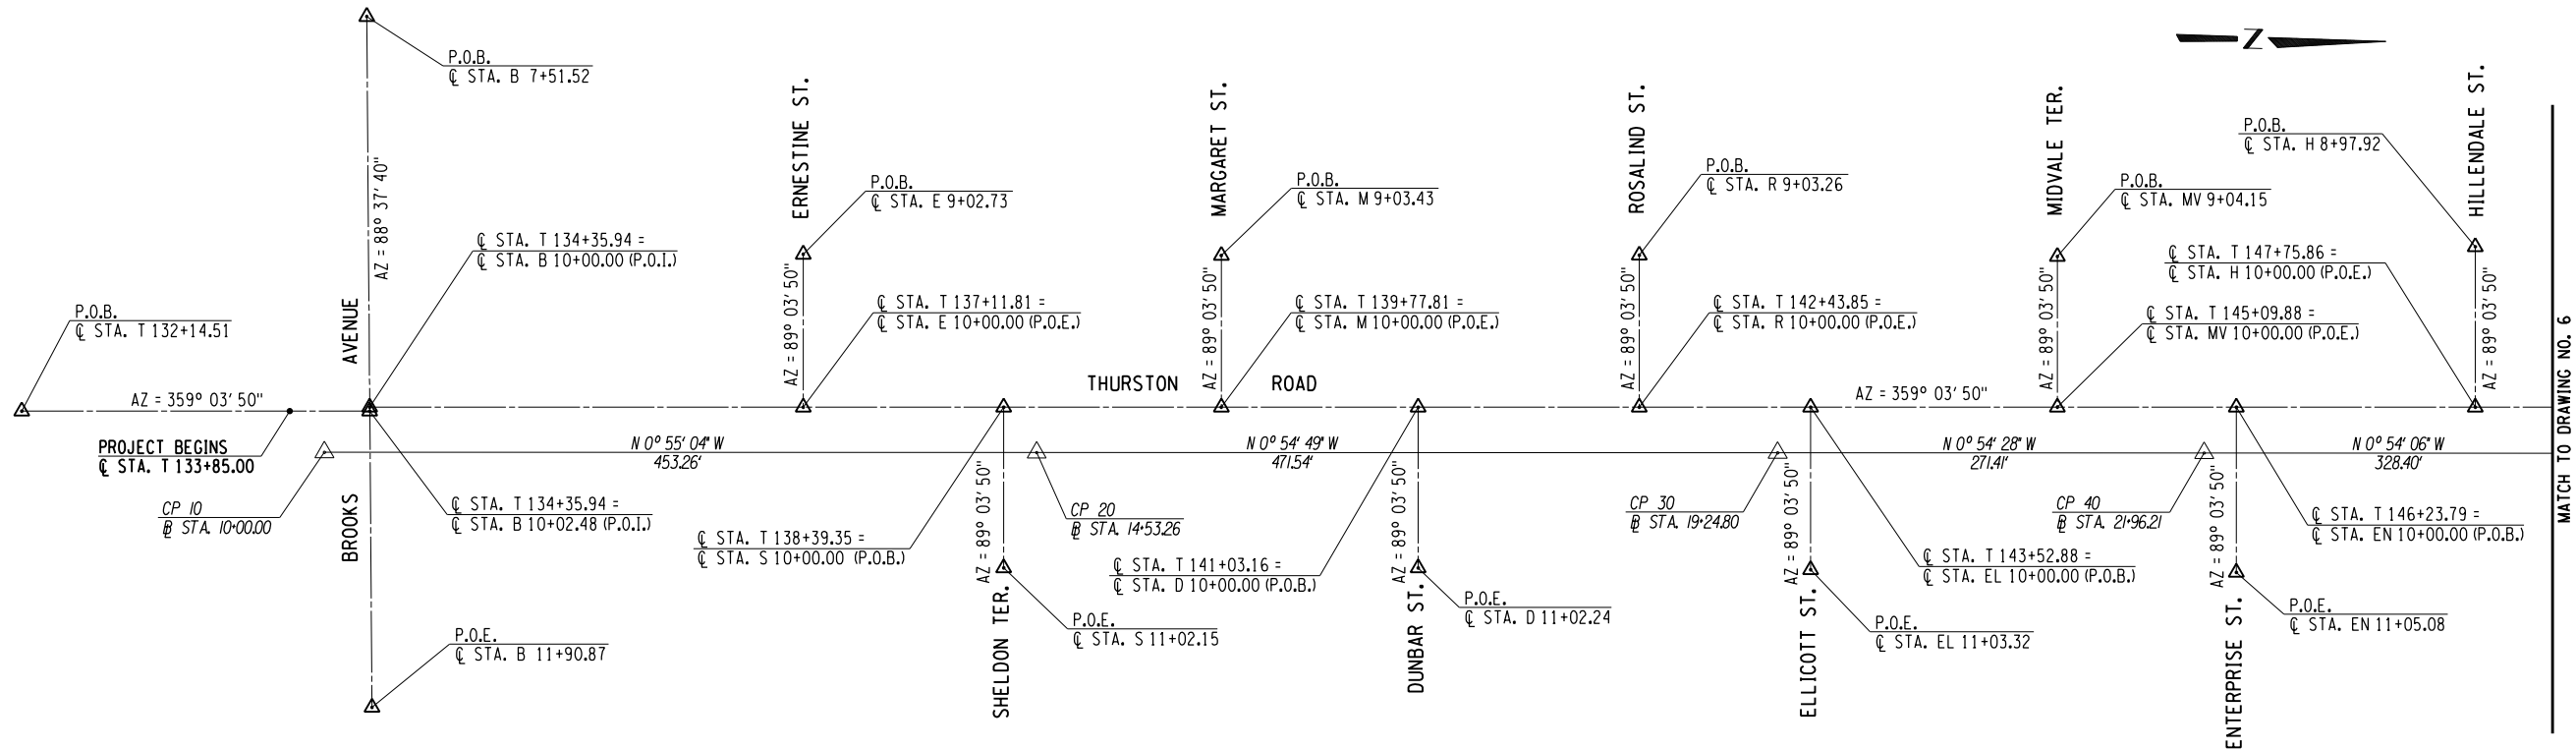 P.O.B.
℄ STA. B 7+51.52
Z
ERNESTINE ST.
MARGARET ST.
ROSALIND ST.
MIDVALE TER.
HILLENDALE ST.
P.O.B.
℄ STA. H 8+97.92
AZ = 88° 37' 40"
P.O.B.
℄ STA. E 9+02.73
P.O.B.
℄ STA. M 9+03.43
P.O.B.
℄ STA. R 9+03.26
P.O.B.
℄ STA. MV 9+04.15
℄ STA. T 134+35.94 =
℄ STA. B 10+00.00 (P.O.I.)
℄ STA. T 147+75.86 =
℄ STA. H 10+00.00 (P.O.E.)
P.O.B.
℄ STA. T 132+14.51
AVENUE
AZ = 89° 03' 50"
℄ STA. T 137+11.81 =
℄ STA. E 10+00.00 (P.O.E.)
AZ = 89° 03' 50"
℄ STA. T 139+77.81 =
℄ STA. M 10+00.00 (P.O.E.)
AZ = 89° 03' 50"
℄ STA. T 142+43.85 =
℄ STA. R 10+00.00 (P.O.E.)
AZ = 89° 03' 50"
℄ STA. T 145+09.88 =
℄ STA. MV 10+00.00 (P.O.E.)
AZ = 89° 03' 50"
THURSTON ROAD
AZ = 359° 03' 50"
AZ = 359° 03' 50"
MATCH TO DRAWING NO. 6
PROJECT BEGINS
℄ STA. T 133+85.00
N 0° 55' 04" W
453.26'
N 0° 54' 49" W
471.54'
N 0° 54' 28" W
271.41'
N 0° 54' 06" W
328.40'
CP 10
B STA. 10+00.00
BROOKS
℄ STA. T 134+35.94 =
℄ STA. B 10+02.48 (P.O.I.)
℄ STA. T 138+39.35 =
℄ STA. S 10+00.00 (P.O.B.)
AZ = 89° 03' 50"
CP 20
B STA. 14+53.26
℄ STA. T 141+03.16 =
℄ STA. D 10+00.00 (P.O.B.)
AZ = 89° 03' 50"
CP 30
B STA. 19+24.80
AZ = 89° 03' 50"
℄ STA. T 143+52.88 =
℄ STA. EL 10+00.00 (P.O.B.)
CP 40
B STA. 21+96.21
AZ = 89° 03' 50"
℄ STA. T 146+23.79 =
℄ STA. EN 10+00.00 (P.O.B.)
P.O.E.
℄ STA. B 11+90.87
SHELDON TER.
P.O.E.
℄ STA. S 11+02.15
DUNBAR ST.
P.O.E.
℄ STA. D 11+02.24
ELLICOTT ST.
P.O.E.
℄ STA. EL 11+03.32
ENTERPRISE ST.
P.O.E.
℄ STA. EN 11+05.08